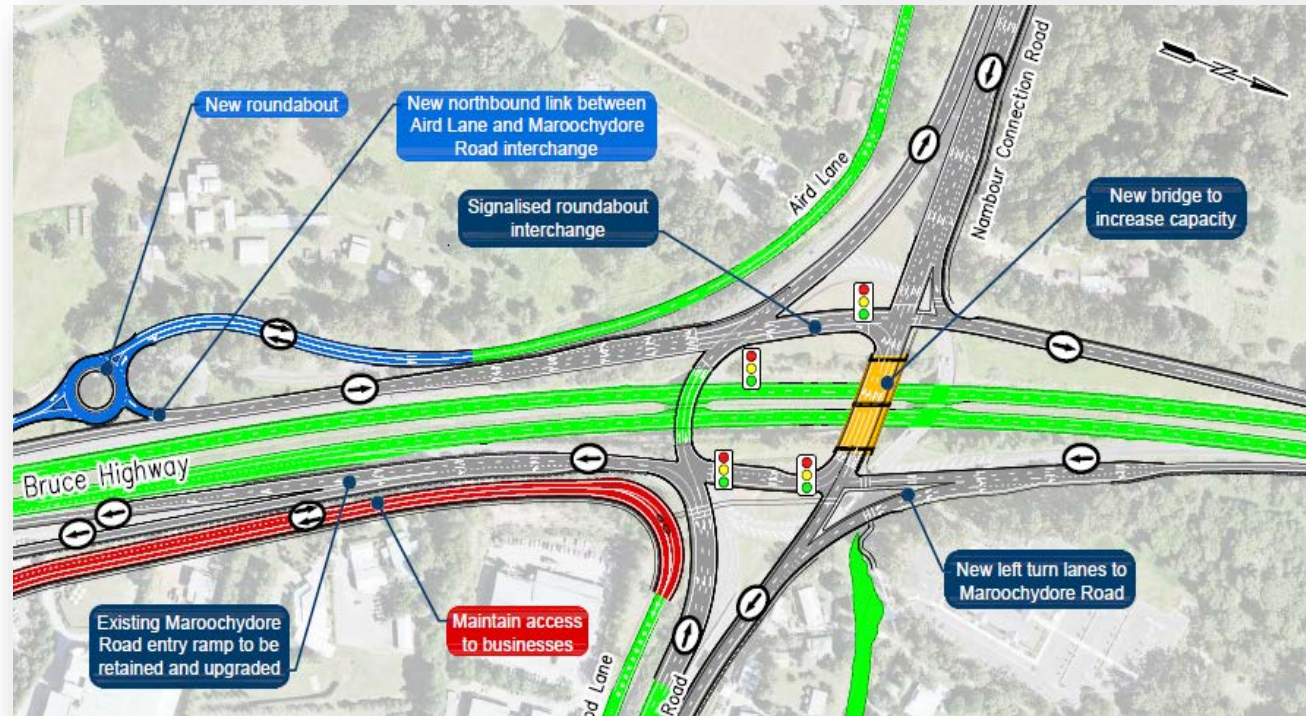 New roundabout
New northbound link between
Aird Lane and Maroochydore
Road interchange
Signalised roundabout
interchange
Aird Lane
Nambour Connection Road
N
New bridge to
increase capacity
Bruce Highway
Existing Maroochydore
Road entry ramp to be
retained and upgraded
Maintain access
to businesses
New left turn lanes to
Maroochydore Road
Lane
Road